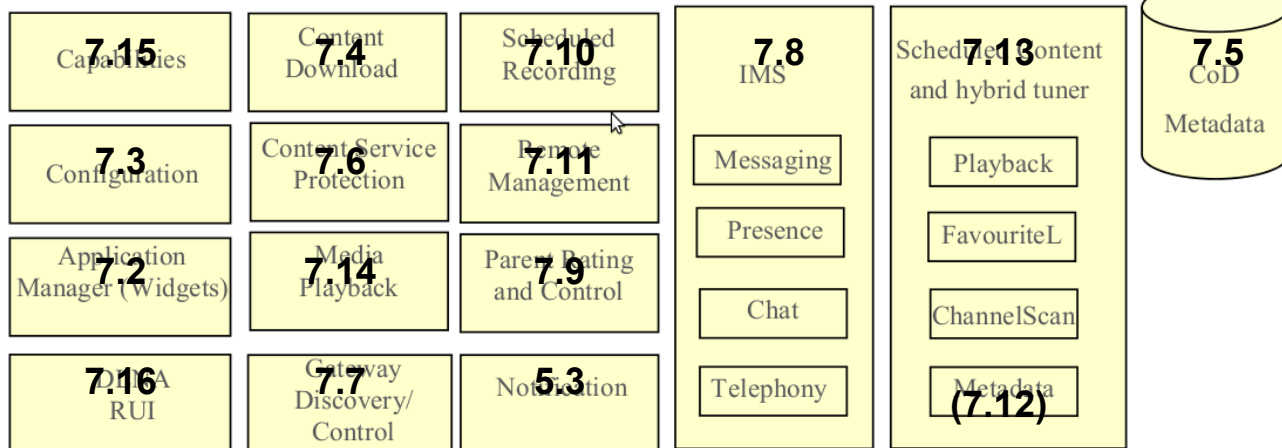 7.15
Capabilities
7.4
Content
Download
7.10
Scheduled
Recording
7.8
IMS
7.13
Scheduled Content
and hybrid tuner
7.5
CoD
Metadata
7.3
Configuration
7.6
Content Service
Protection
7.11
Remote
Management
Messaging
Playback
7.2
Application
Manager (Widgets)
7.14
Media
Playback
7.9
Parent Rating
and Control
Presence
FavouriteL
Chat
ChannelScan
7.16
DLNA
RUI
7.7
Gateway
Discovery/
Control
5.3
Notification
Telephony
Metadata
(7.12)